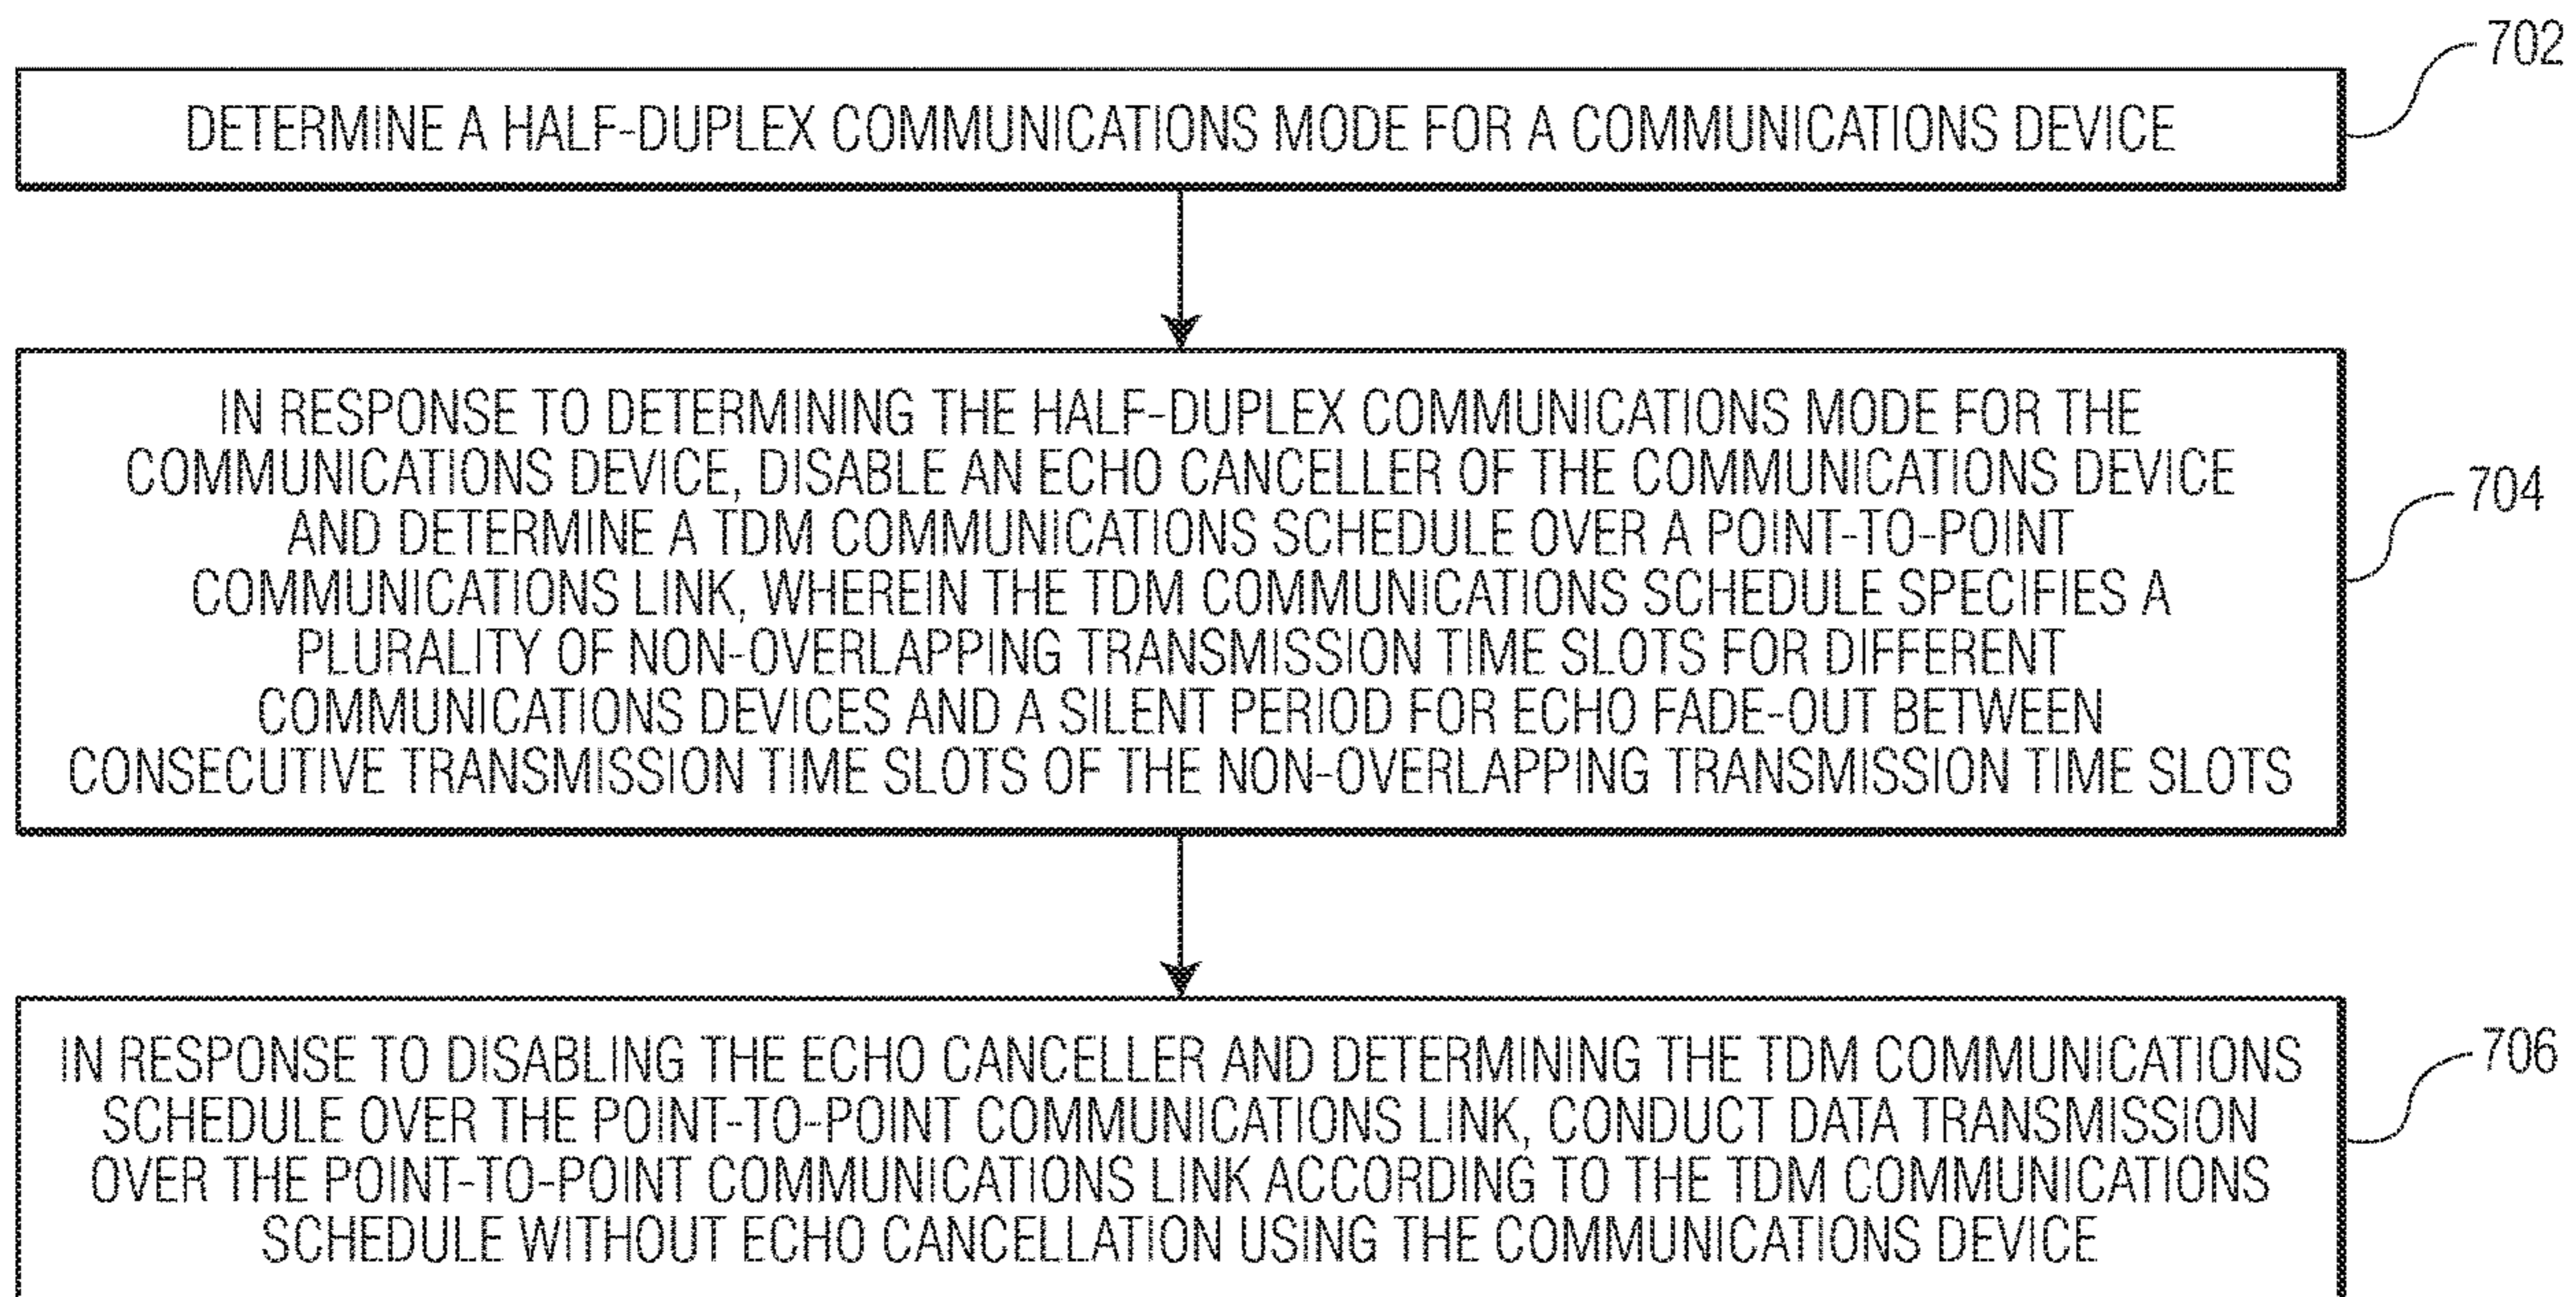 702
DETERMINE A HALF-DUPLEX COMMUNICATIONS MODE FOR A COMMUNICATIONS DEVICE
IN RESPONSE TO DETERMINING THE HALF-DUPLEX COMMUNICATIONS MODE FOR THE
COMMUNICATIONS DEVICE, DISABLE AN ECHO CANCELLER OF THE COMMUNICATIONS DEVICE
AND DETERMINE A TDM COMMUNICATIONS SCHEDULE OVER A POINT-TO-POINT
COMMUNICATIONS LINK, WHEREIN THE TDM COMMUNICATIONS SCHEDULE SPECIFIES A
PLURALITY OF NON-OVERLAPPING TRANSMISSION TIME SLOTS FOR DIFFERENT
COMMUNICATIONS DEVICES AND A SILENT PERIOD FOR ECHO FADE-OUT BETWEEN
CONSECUTIVE TRANSMISSION TIME SLOTS OF THE NON-OVERLAPPING TRANSMISSION TIME SLOTS
704
IN RESPONSE TO DISABLING THE ECHO CANCELLER AND DETERMINING THE TDM COMMUNICATIONS
SCHEDULE OVER THE POINT-TO-POINT COMMUNICATIONS LINK, CONDUCT DATA TRANSMISSION
OVER THE POINT-TO-POINT COMMUNICATIONS LINK ACCORDING TO THE TDM COMMUNICATIONS
SCHEDULE WITHOUT ECHO CANCELLATION USING THE COMMUNICATIONS DEVICE
706